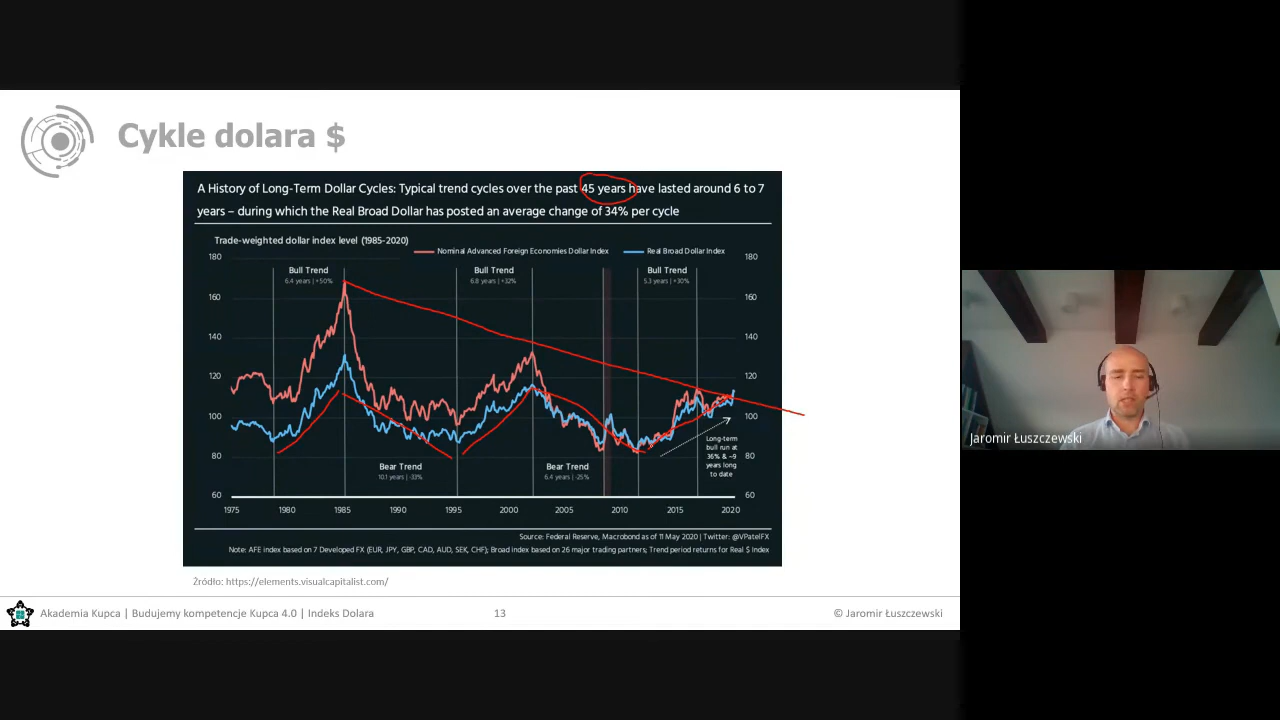 Cykle dolara $
A History of Long-Term Dollar Cycles: Typical trend cycles over the past 45 years have lasted around 6 to 7
years – during which the Real Broad Dollar has posted an average change of 34% per cycle
Trade-weighted dollar index level (1985-2020)
Nominal Advanced Foreign Economies Dollar Index
Real Broad Dollar Index
180
180
Bull Trend
6.4 years | +50%
Bull Trend
6.8 years | +32%
Bull Trend
5.3 years | +30%
160
160
140
140
120
120
100
100
80
80
60
60
Long-term
bull run at
36% & ~9
years long
to date
Bear Trend
10.1 years | -33%
Bear Trend
6.4 years | -25%
1975 1980 1985 1990 1995 2000 2005 2010 2015 2020
Source: Federal Reserve, Macrobond as of 11 May 2020 | Twitter: @VPatelFX
Note: AFE index based on 7 Developed FX (EUR, JPY, GBP, CAD, AUD, SEK, CHF); Broad index based on 26 major trading partners; Trend period returns for Real $ Index
Źródło: https://elements.visualcapitalist.com/
Akademia Kupca | Budujemy kompetencje Kupca 4.0 | Indeks Dolara
13
© Jaromir Łuszczewski
Jaromir Łuszczewski